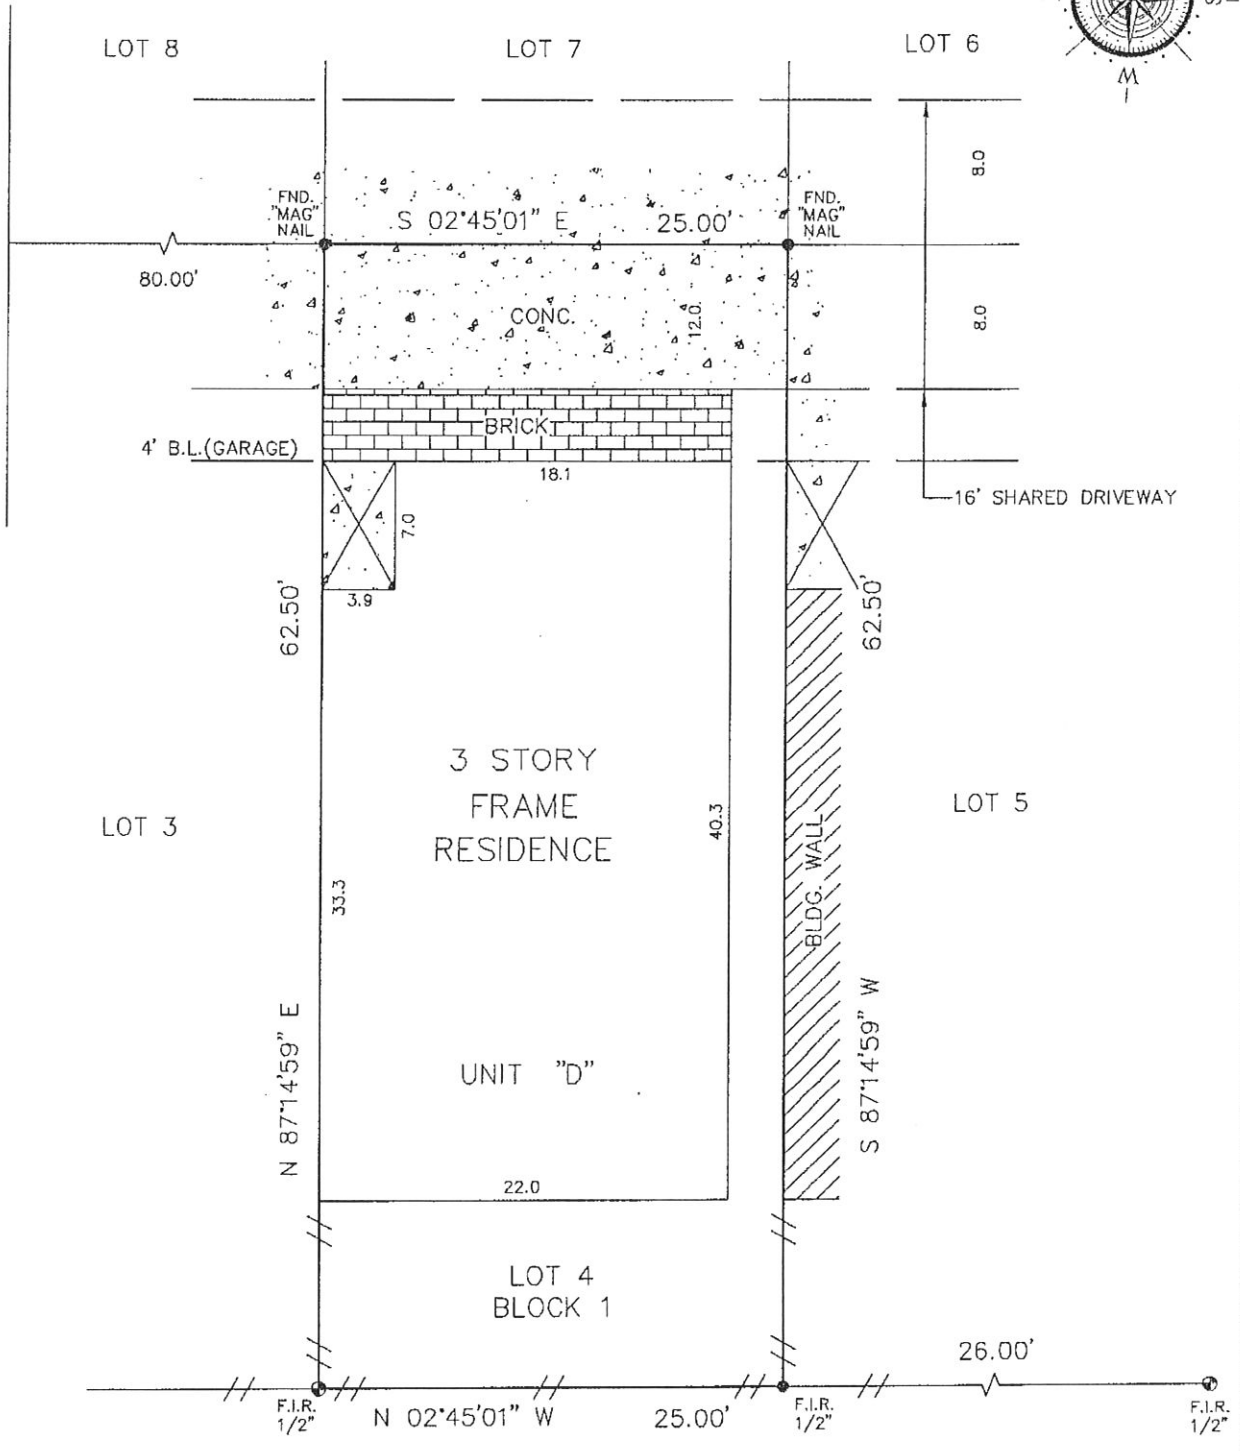 LOT 8
LOT 7
LOT 6
W
8.0
FND.
"MAG"
NAIL
S 02°45'01" E 25.00'
FND.
"MAG"
NAIL
80.00'
CONC.
12.0
8.0
BRICK
4' B.L.(GARAGE)
18.1
16' SHARED DRIVEWAY
7.0
3.9
62.50'
62.50'
3 STORY
FRAME
RESIDENCE
LOT 3
40.3
BLDG. WALL
LOT 5
33.3
N 87°14'59" E
UNIT "D"
S 87°14'59" W
22.0
LOT 4
BLOCK 1
26.00'
F.I.R.
1/2"
N 02°45'01" W 25.00'
F.I.R.
1/2"
F.I.R.
1/2"